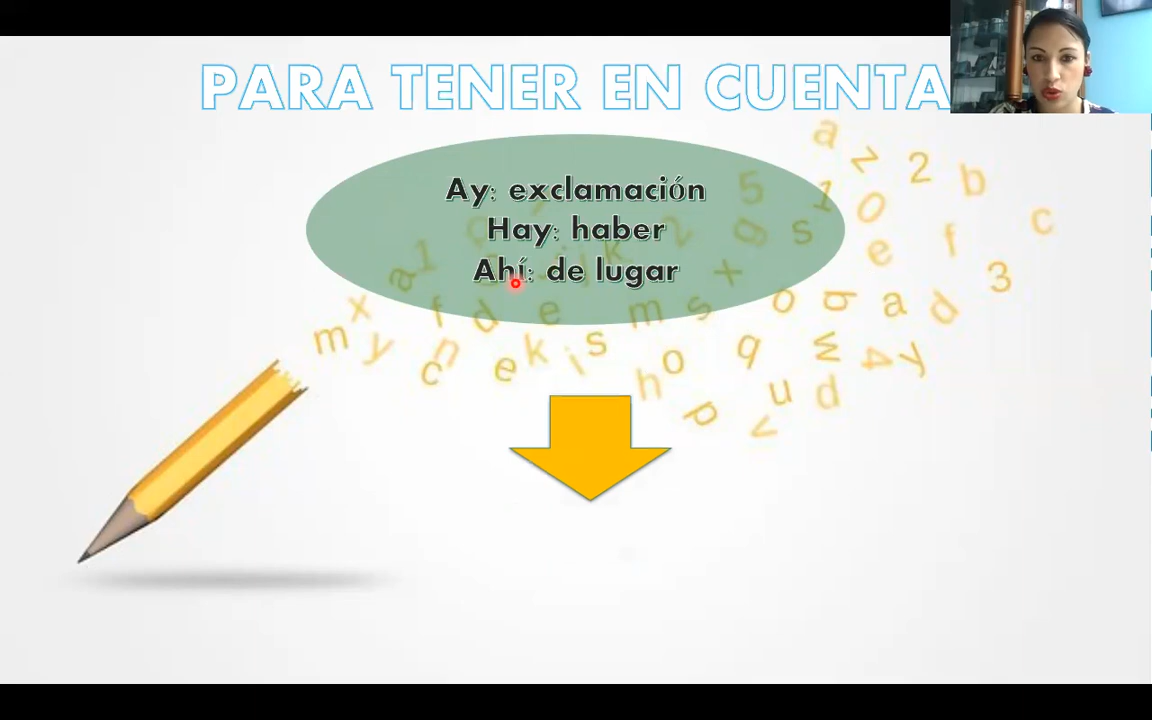 PARA TENER EN CUENTA
Ay: exclamación
Hay: haber
Ahí: de lugar